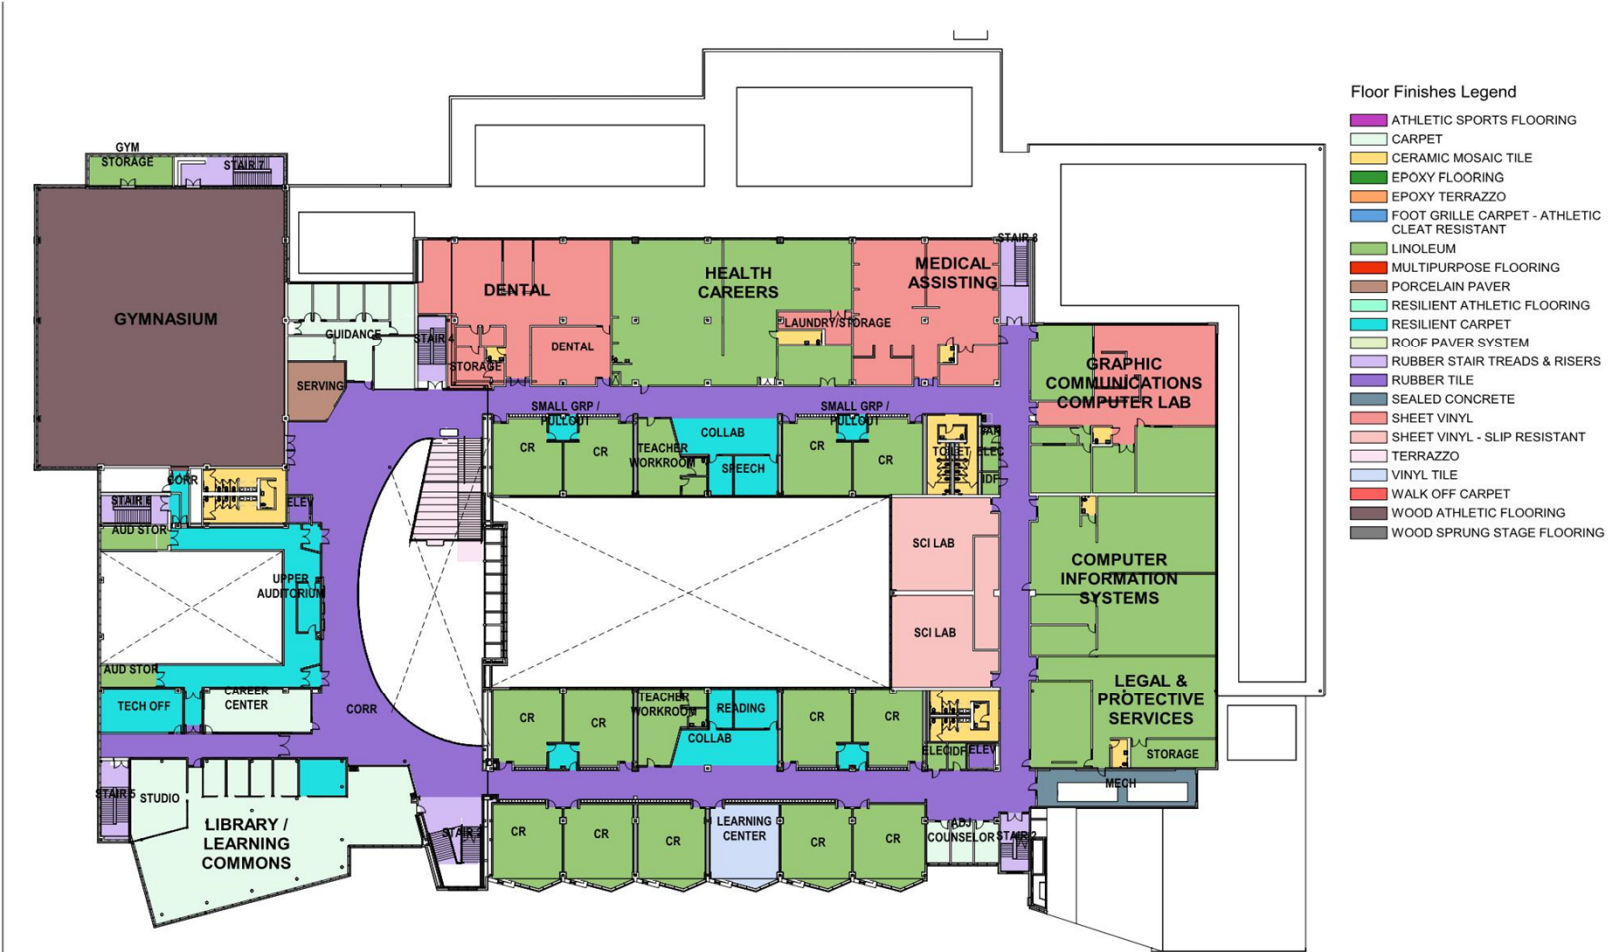 Floor Finishes Legend
ATHLETIC SPORTS FLOORING
CARPET
CERAMIC MOSAIC TILE
EPOXY FLOORING
EPOXY TERRAZZO
FOOT GRILLE CARPET - ATHLETIC
CLEAT RESISTANT
LINOLEUM
MULTIPURPOSE FLOORING
PORCELAIN PAVER
RESILIENT ATHLETIC FLOORING
RESILIENT CARPET
ROOF PAVER SYSTEM
RUBBER STAIR TREADS & RISERS
RUBBER TILE
SEALED CONCRETE
SHEET VINYL
SHEET VINYL - SLIP RESISTANT
TERRAZZO
VINYL TILE
WALK OFF CARPET
WOOD ATHLETIC FLOORING
WOOD SPRUNG STAGE FLOORING
GYM
STORAGE
STAIR 7
GYMNASIUM
GUIDANCE
SERVING
STAIR 4
DENTAL
DENTAL
STORAGE
HEALTH
CAREERS
LAUNDRY/STORAGE
MEDICAL
ASSISTING
STAIR 3
GRAPHIC
COMMUNICATIONS
COMPUTER LAB
SMALL GRP /
PULLOUT
SMALL GRP /
PULLOUT
CR
CR
TEACHER
WORKROOM
COLLAB
SPEECH
CR
CR
TOILET
ELEC
IDF
CORR
STAIR 6
ELEV
AUD STOR
UPPER
AUDITORIUM
AUD STOR
TECH OFF
CAREER
CENTER
CORR
SCI LAB
SCI LAB
COMPUTER
INFORMATION
SYSTEMS
LEGAL &
PROTECTIVE
SERVICES
STORAGE
MECH
CR
CR
TEACHER
WORKROOM
READING
COLLAB
CR
CR
ELEC
IDF
ELEV
STAIR 5
STUDIO
LIBRARY /
LEARNING
COMMONS
CR
CR
CR
LEARNING
CENTER
CR
CR
ADJ
COUNSELOR
STAIR 2